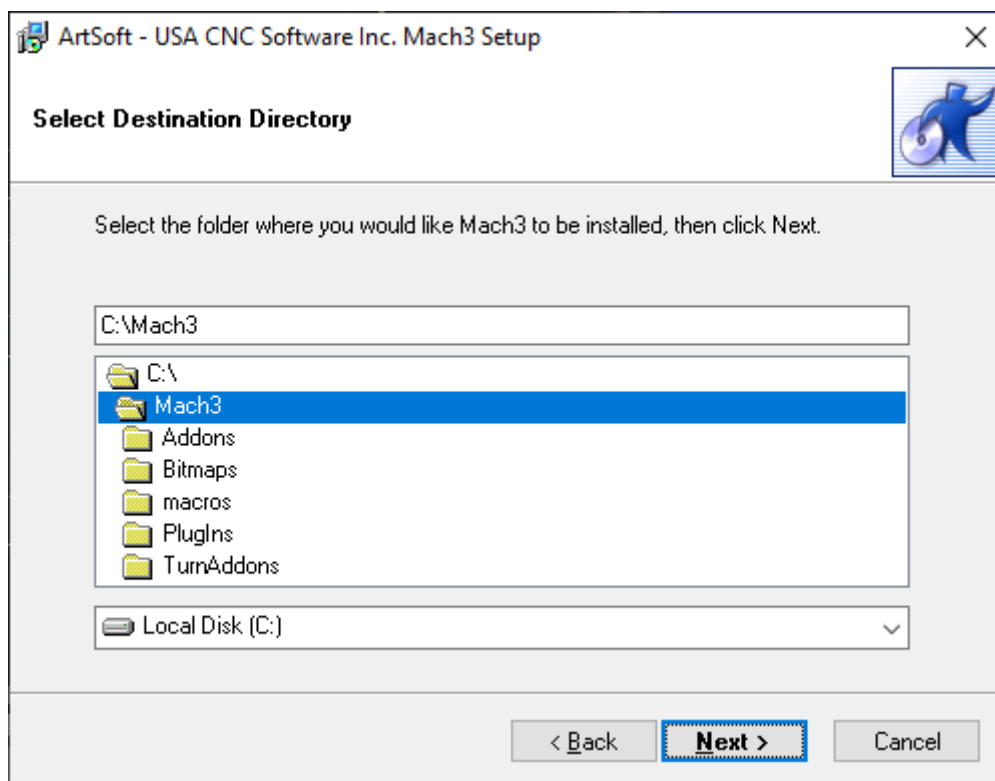 ArtSoft - USA CNC Software Inc. Mach3 Setup
Select Destination Directory
Select the folder where you would like Mach3 to be installed, then click Next.
C:\Mach3
C:\
Mach3
Addons
Bitmaps
macros
PlugIns
TurnAddons
Local Disk (C:)
< Back
Next >
Cancel